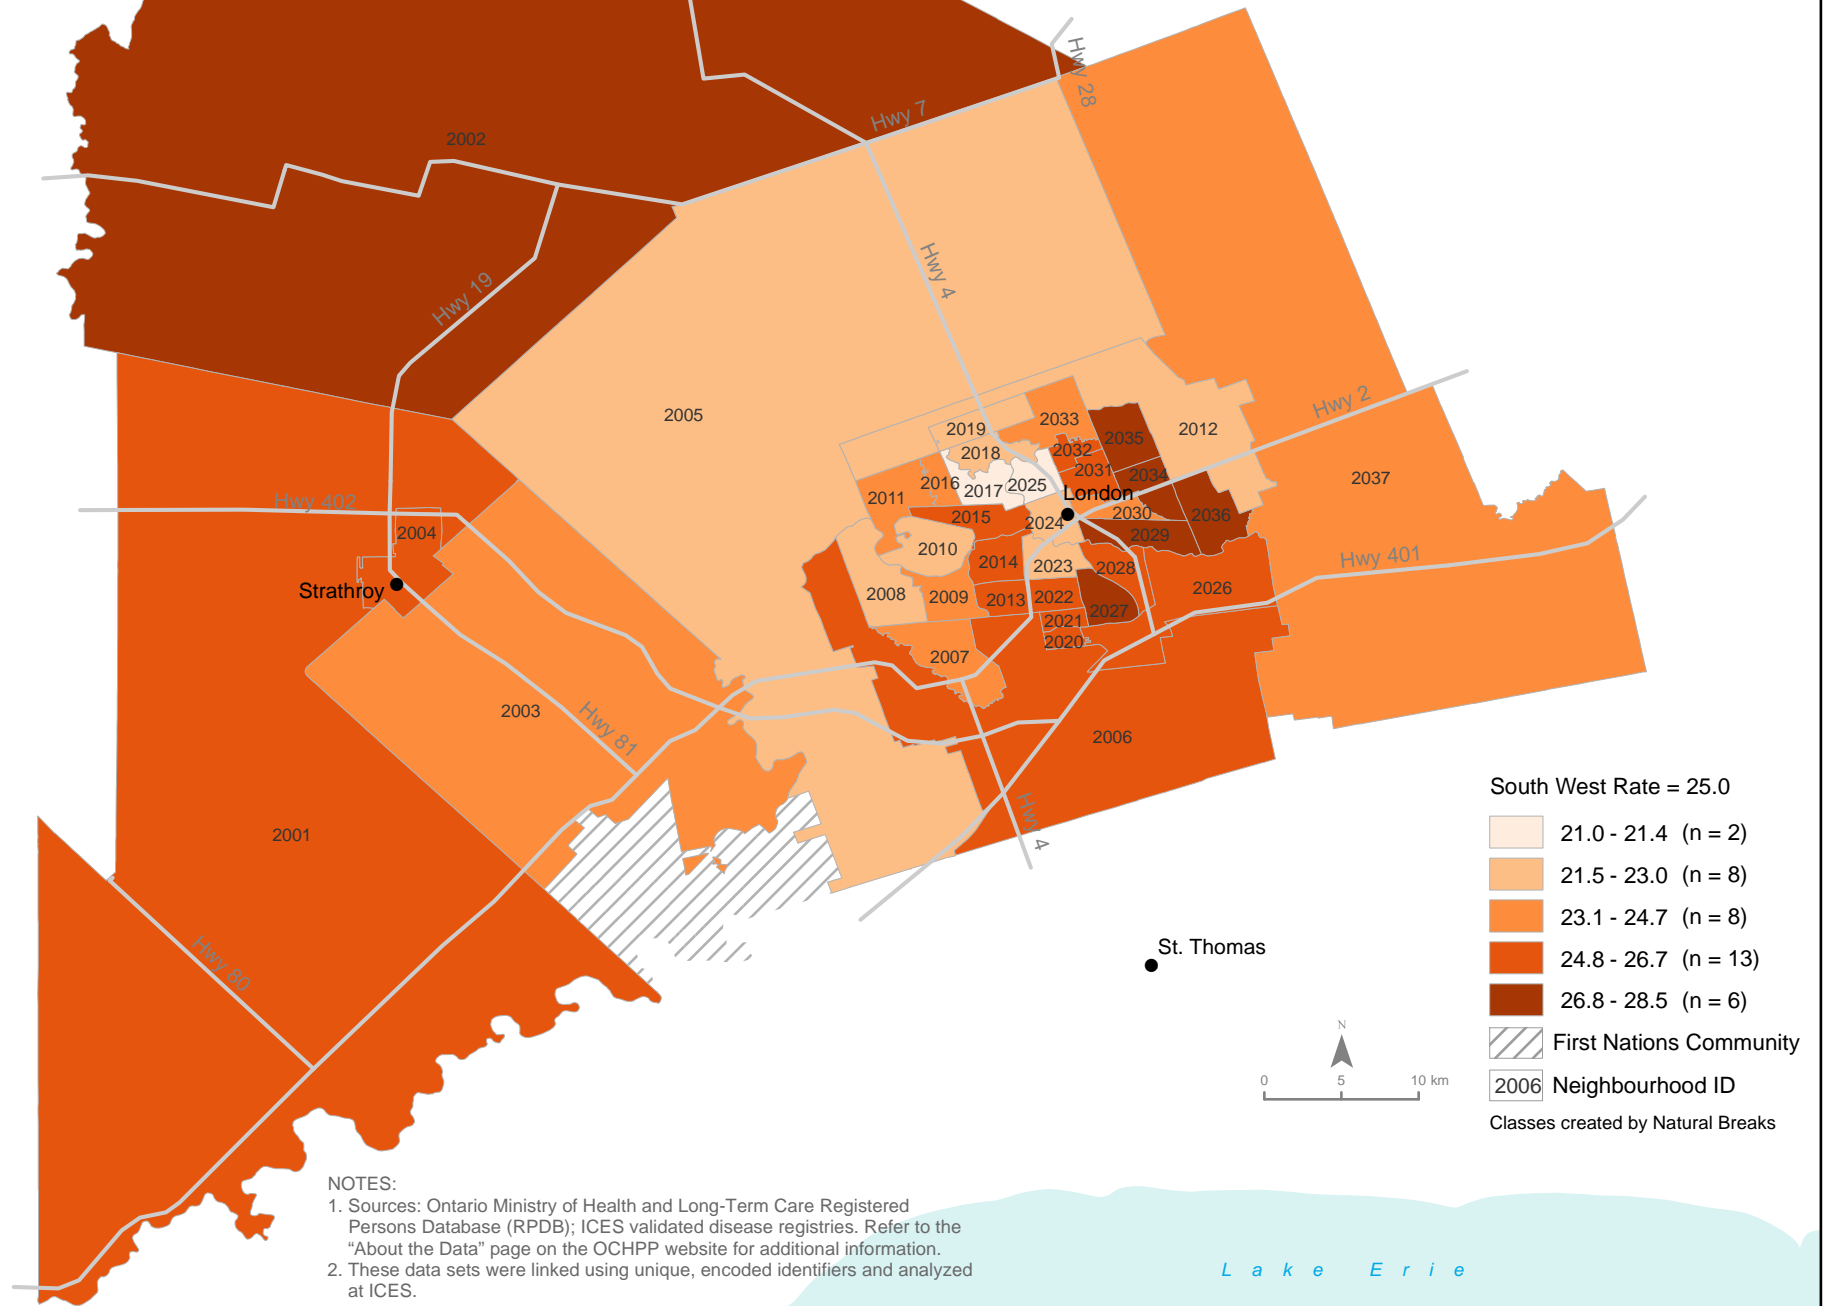 Hwy 28
Hwy 7
2002
Hwy 4
Hwy 19
Hwy 2
2005
2019
2033
2012
2018
2032
2035
2016
2017
2025
2031
2034
2037
2011
London
Hwy 402
2015
2024
2030
2036
2004
2010
2029
Hwy 401
2014
2023
2028
Strathroy
2008
2009
2013
2022
2027
2026
2021
2020
2007
2003
Hwy 81
2006
2001
Hwy 4
Hwy 80
St. Thomas
South West Rate = 25.0
21.0 - 21.4 (n = 2)
21.5 - 23.0 (n = 8)
23.1 - 24.7 (n = 8)
24.8 - 26.7 (n = 13)
26.8 - 28.5 (n = 6)
First Nations Community
2006 Neighbourhood ID
Classes created by Natural Breaks
N
0 5 10 km
NOTES:
1. Sources: Ontario Ministry of Health and Long-Term Care Registered
Persons Database (RPDB); ICES validated disease registries. Refer to the
“About the Data” page on the OCHPP website for additional information.
2. These data sets were linked using unique, encoded identifiers and analyzed
at ICES.
Lake Erie